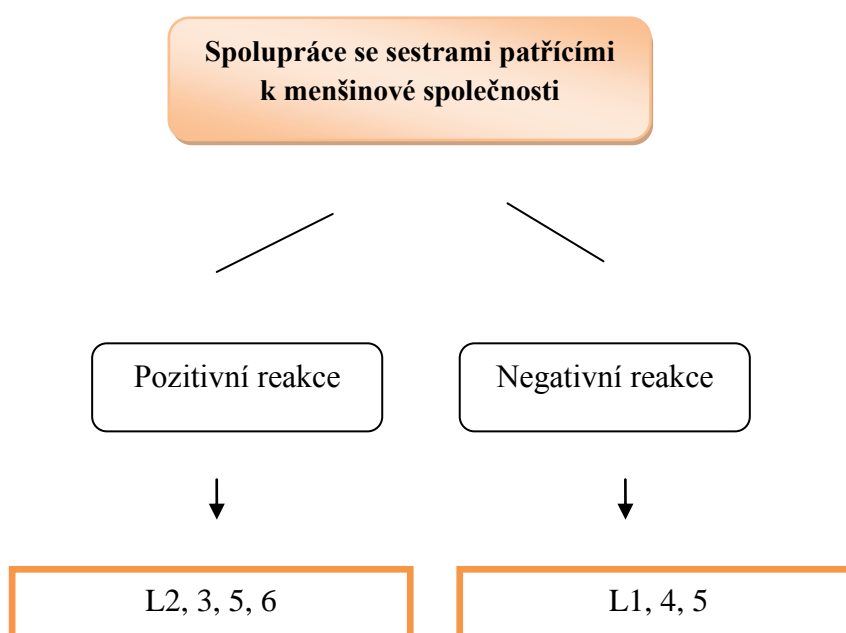 Spolupráce se sestrami patřícími
k menšinové společnosti
Pozitivní reakce
Negativní reakce
L2, 3, 5, 6
L1, 4, 5